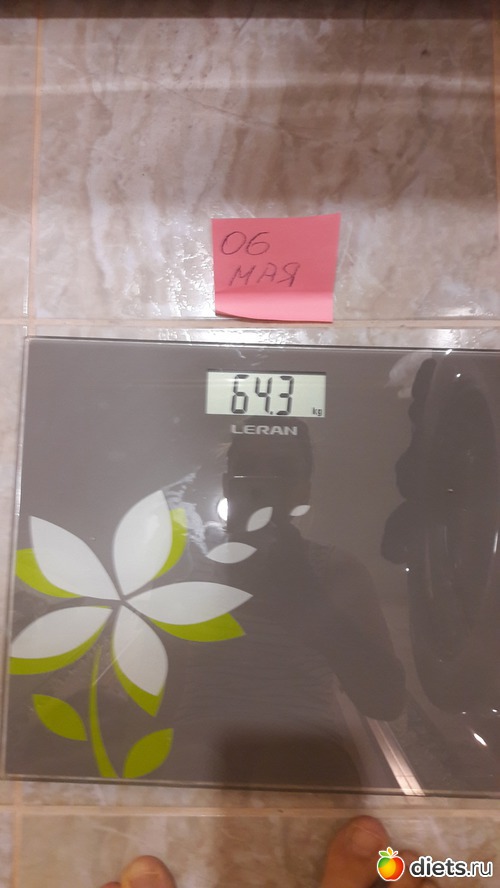 06
МАЯ
64.3
kg
LERAN
diets.ru